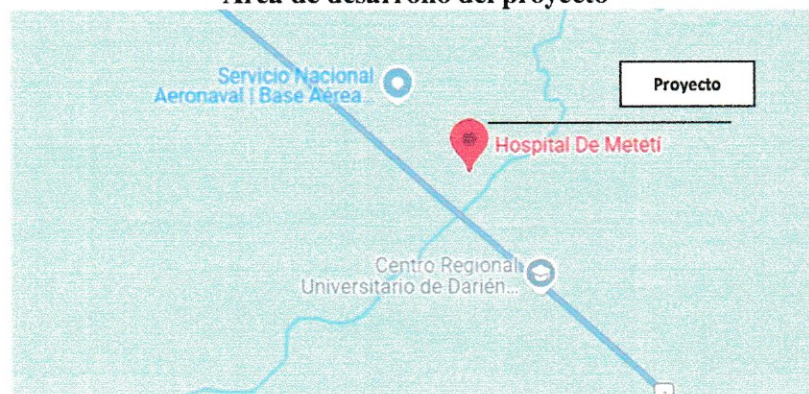 Área de desarrollo del proyecto
Servicio Nacional
Aeronaval | Base Aérea...
Proyecto
Hospital De Metetí
Centro Regional
Universitario de Darién...